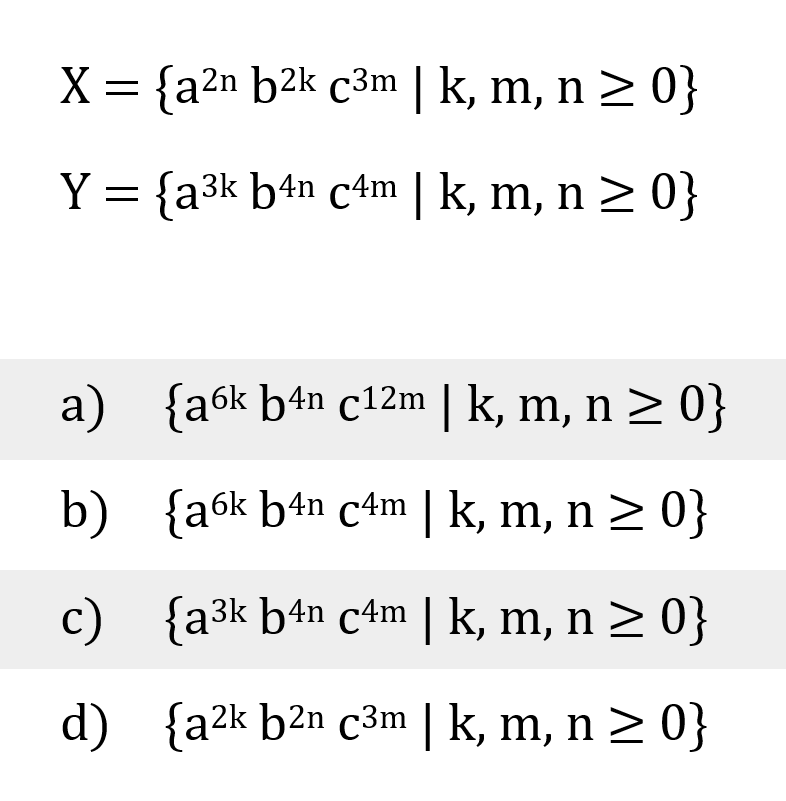 X = {a²ⁿ b²ᵏ c³ᵐ | k, m, n ≥ 0}
Y = {a³ᵏ b⁴ⁿ c⁴ᵐ | k, m, n ≥ 0}
a) {a⁶ᵏ b⁴ⁿ c¹²ᵐ | k, m, n ≥ 0}
b) {a⁶ᵏ b⁴ⁿ c⁴ᵐ | k, m, n ≥ 0}
c) {a³ᵏ b⁴ⁿ c⁴ᵐ | k, m, n ≥ 0}
d) {a²ᵏ b²ⁿ c³ᵐ | k, m, n ≥ 0}